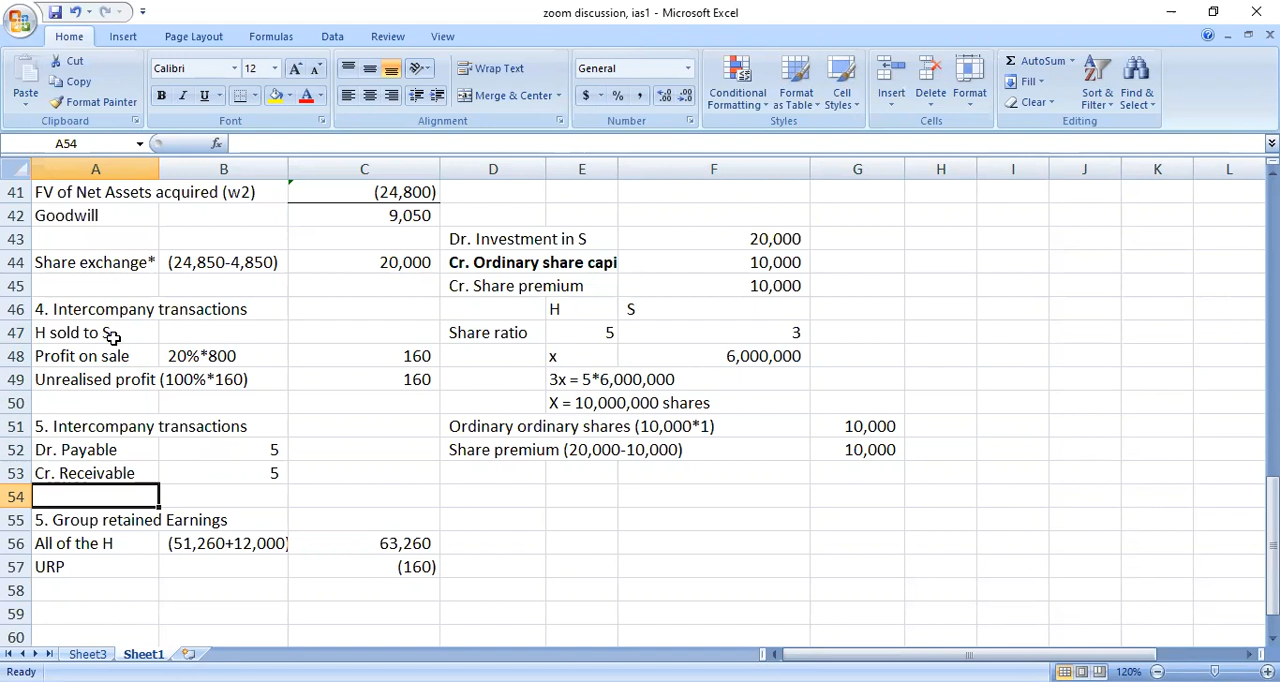 zoom discussion, ias1 - Microsoft Excel
Home Insert Page Layout Formulas Data Review View
Paste
Cut
Copy
Format Painter
Clipboard
Calibri 12
B I U
Font
Wrap Text
Merge & Center
Alignment
General
$ % ,
Number
Conditional Formatting
Format as Table
Cell Styles
Styles
Insert Delete Format
Cells
AutoSum
Fill
Clear
Sort & Filter
Find & Select
Editing
A54 fx
A B C D E F G H I J K L
41 FV of Net Assets acquired (w2) (24,800)
42 Goodwill 9,050
43 Dr. Investment in S 20,000
44 Share exchange* (24,850-4,850) 20,000 Cr. Ordinary share capi 10,000
45 Cr. Share premium 10,000
46 4. Intercompany transactions H S
47 H sold to S Share ratio 5 3
48 Profit on sale 20%*800 160 x 6,000,000
49 Unrealised profit (100%*160) 160 3x = 5*6,000,000
50 X = 10,000,000 shares
51 5. Intercompany transactions Ordinary ordinary shares (10,000*1) 10,000
52 Dr. Payable 5 Share premium (20,000-10,000) 10,000
53 Cr. Receivable 5
54
55 5. Group retained Earnings
56 All of the H (51,260+12,000) 63,260
57 URP (160)
58
59
60
Sheet3 Sheet1
Ready 120%